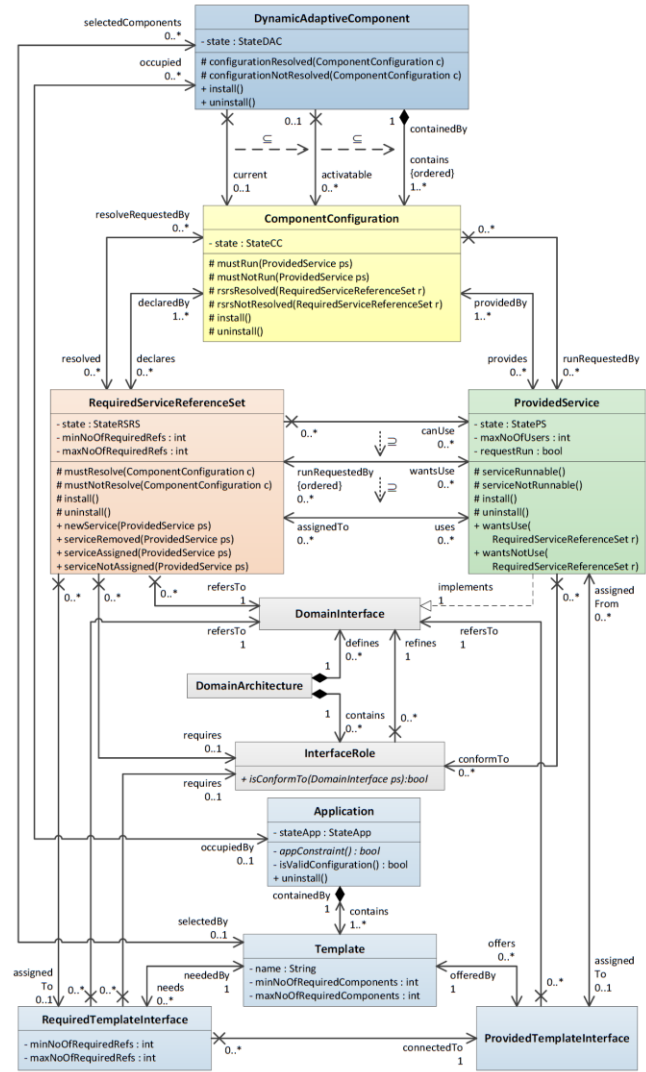 DynamicAdaptiveComponent
- state : StateDAC
# configurationResolved(ComponentConfiguration c)
# configurationNotResolved(ComponentConfiguration c)
+ install()
+ uninstall()
selectedComponents
0..*
occupied
0..*
⊆
0..1
⊆
1
containedBy
current
0..1
activatable
0..*
contains
{ordered}
1..*
ComponentConfiguration
- state : StateCC
# mustRun(ProvidedService ps)
# mustNotRun(ProvidedService ps)
# rsrsResolved(RequiredServiceReferenceSet r)
# rsrsNotResolved(RequiredServiceReferenceSet r)
# install()
# uninstall()
resolveRequestedBy
0..*
0..*
declaredBy
1..*
providedBy
1..*
resolved
0..*
declares
0..*
provides
0..*
runRequestedBy
0..*
RequiredServiceReferenceSet
- state : StateRSRS
- minNoOfRequiredRefs : int
- maxNoOfRequiredRefs : int
# mustResolve(ComponentConfiguration c)
# mustNotResolve(ComponentConfiguration c)
# install()
# uninstall()
+ newService(ProvidedService ps)
+ serviceRemoved(ProvidedService ps)
+ serviceAssigned(ProvidedService ps)
+ serviceNotAssigned(ProvidedService ps)
0..*
canUse
0..*
⊇
runRequestedBy
{ordered}
0..*
wantsUse
0..*
⊇
assignedTo
0..*
uses
0..*
ProvidedService
- state : StatePS
- maxNoOfUsers : int
- requestRun : bool
# serviceRunnable()
# serviceNotRunnable()
# install()
# uninstall()
+ wantsUse(
RequiredServiceReferenceSet r)
+ wantsNotUse(
RequiredServiceReferenceSet r)
0..*
0..*
0..*
refersTo
1
implements
1
0..*
assigned
From
0..*
DomainInterface
refersTo
1
refersTo
1
defines
0..*
refines
1
1
DomainArchitecture
1
contains
0..*
0..*
InterfaceRole
+ isConformTo(DomainInterface ps):bool
requires
0..1
requires
0..1
conformTo
0..*
Application
- stateApp : StateApp
- appConstraint() : bool
- isValidConfiguration() : bool
+ uninstall()
occupiedBy
0..1
containedBy
1
contains
1..*
selectedBy
0..1
Template
- name : String
- minNoOfRequiredComponents : int
- maxNoOfRequiredComponents : int
neededBy
1
needs
0..*
offers
0..*
offeredBy
1
assigned
To
0..1
0..*
0..*
0..*
assigned
To
0..1
RequiredTemplateInterface
- minNoOfRequiredRefs : int
- maxNoOfRequiredRefs : int
0..*
connectedTo
1
ProvidedTemplateInterface